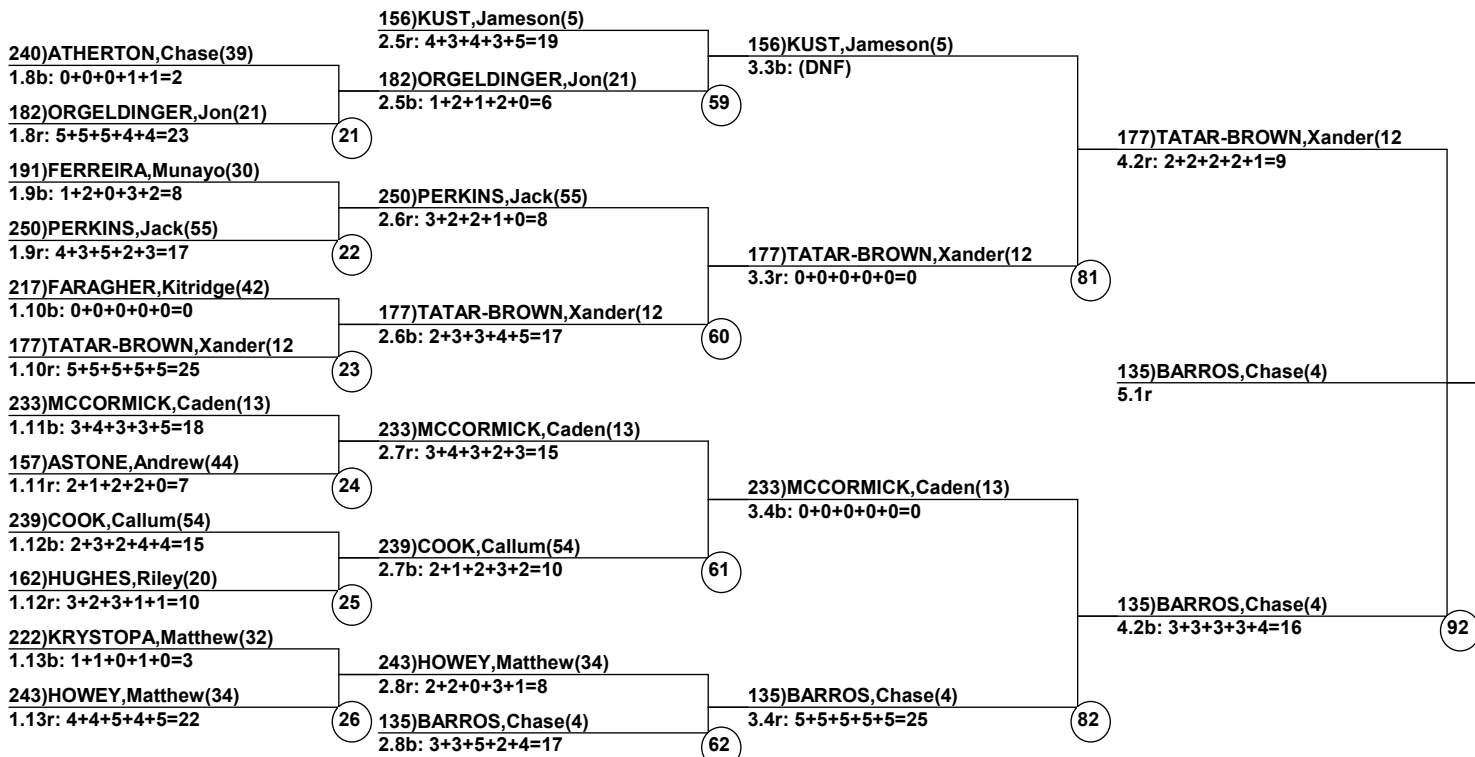 240)ATHERTON,Chase(39)
1.8b: 0+0+0+1+1=2
182)ORGELDINGER,Jon(21)
1.8r: 5+5+5+4+4=23
21
191)FERREIRA,Munayo(30)
1.9b: 1+2+0+3+2=8
250)PERKINS,Jack(55)
1.9r: 4+3+5+2+3=17
22
217)FARAGHER,Kitridge(42)
1.10b: 0+0+0+0+0=0
177)TATAR-BROWN,Xander(12
1.10r: 5+5+5+5+5=25
23
233)MCCORMICK,Caden(13)
1.11b: 3+4+3+3+5=18
157)ASTONE,Andrew(44)
1.11r: 2+1+2+2+0=7
24
239)COOK,Callum(54)
1.12b: 2+3+2+4+4=15
162)HUGHES,Riley(20)
1.12r: 3+2+3+1+1=10
25
222)KRYSTOPA,Matthew(32)
1.13b: 1+1+0+1+0=3
243)HOWEY,Matthew(34)
1.13r: 4+4+5+4+5=22
26
156)KUST,Jameson(5)
2.5r: 4+3+4+3+5=19
182)ORGELDINGER,Jon(21)
2.5b: 1+2+1+2+0=6
59
250)PERKINS,Jack(55)
2.6r: 3+2+2+1+0=8
177)TATAR-BROWN,Xander(12
2.6b: 2+3+3+4+5=17
60
233)MCCORMICK,Caden(13)
2.7r: 3+4+3+2+3=15
239)COOK,Callum(54)
2.7b: 2+1+2+3+2=10
61
243)HOWEY,Matthew(34)
2.8r: 2+2+0+3+1=8
135)BARROS,Chase(4)
2.8b: 3+3+5+2+4=17
62
156)KUST,Jameson(5)
3.3b: (DNF)
177)TATAR-BROWN,Xander(12
3.3r: 0+0+0+0+0=0
81
233)MCCORMICK,Caden(13)
3.4b: 0+0+0+0+0=0
135)BARROS,Chase(4)
3.4r: 5+5+5+5+5=25
82
177)TATAR-BROWN,Xander(12
4.2r: 2+2+2+2+1=9
135)BARROS,Chase(4)
4.2b: 3+3+3+3+4=16
92
135)BARROS,Chase(4)
5.1r